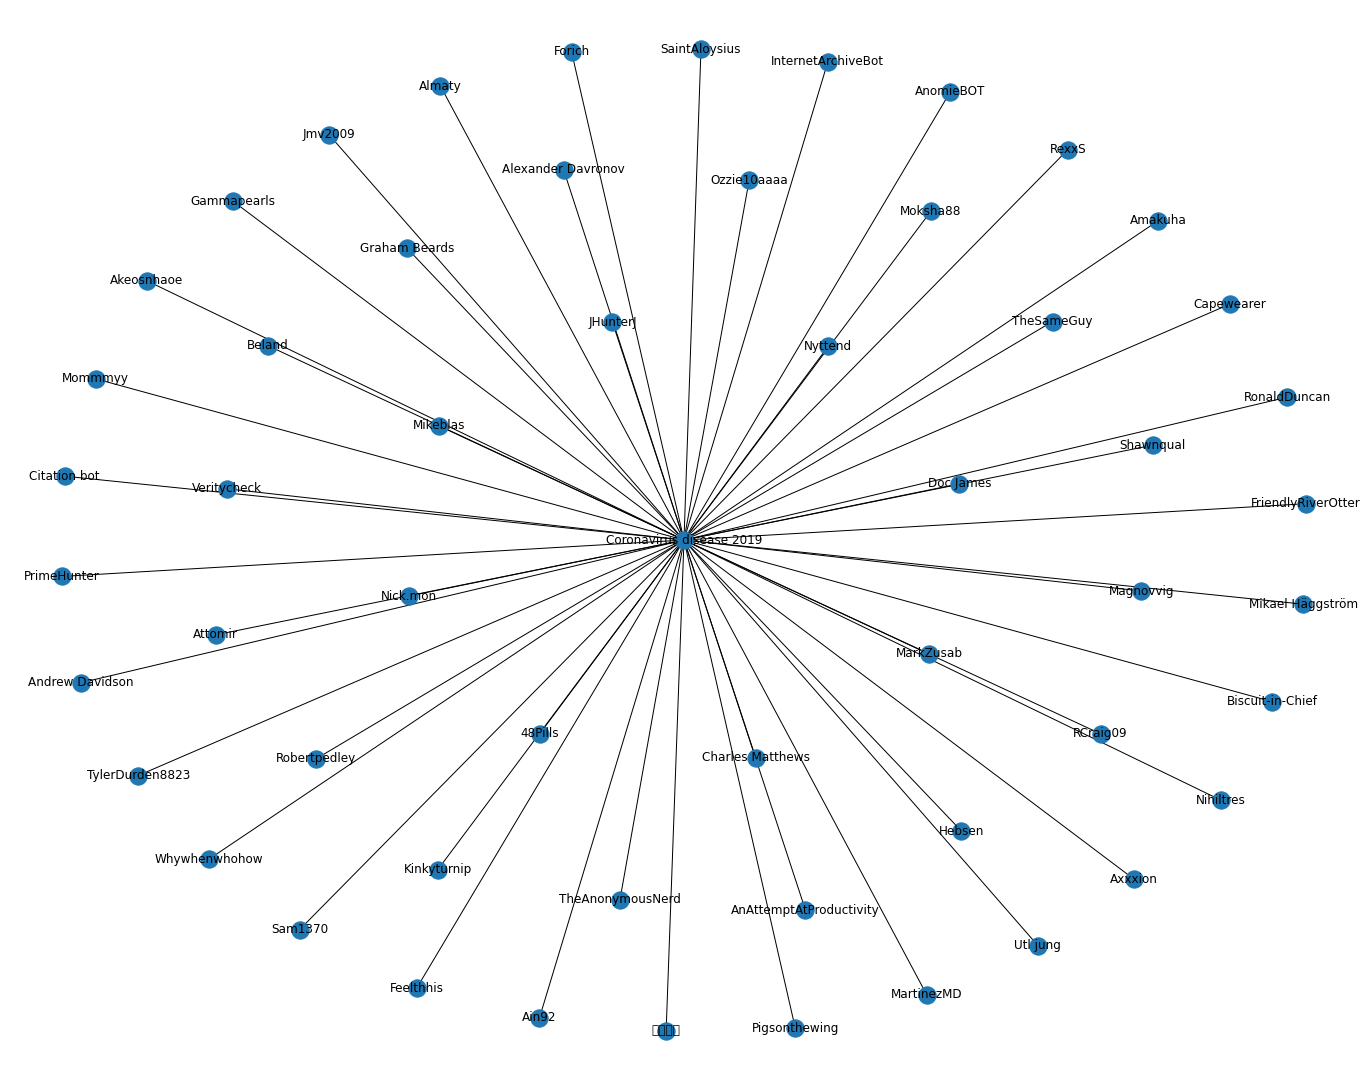 SaintAloysius
Forich
InternetArchiveBot
Almaty
AnomieBOT
Jmv2009
RexxS
Alexander Davronov
Ozzie10aaaa
Gammapearls
Moksha88
Amakuha
Graham Beards
Akeosnhaoe
Capewearer
JHunterJ
TheSameGuy
Beland
Nyttend
Mommmyy
RonaldDuncan
Mikeblas
Shawnqual
Citation bot
Doc James
Veritycheck
FriendlyRiverOtter
Coronavirus disease 2019
PrimeHunter
Magnovvig
Nick.mon
Mikael Häggström
Attomir
MarkZusab
Andrew Davidson
Biscuit-in-Chief
48Pills
RCraig09
Charles Matthews
Robertpedley
TylerDurden8823
Nihiltres
Hebsen
Whywhenwhohow
Kinkyturnip
Axxxion
TheAnonymousNerd
AnAttemptAtProductivity
Sam1370
Utl jung
Feelthhis
MartinezMD
Ain92
Pigsonthewing